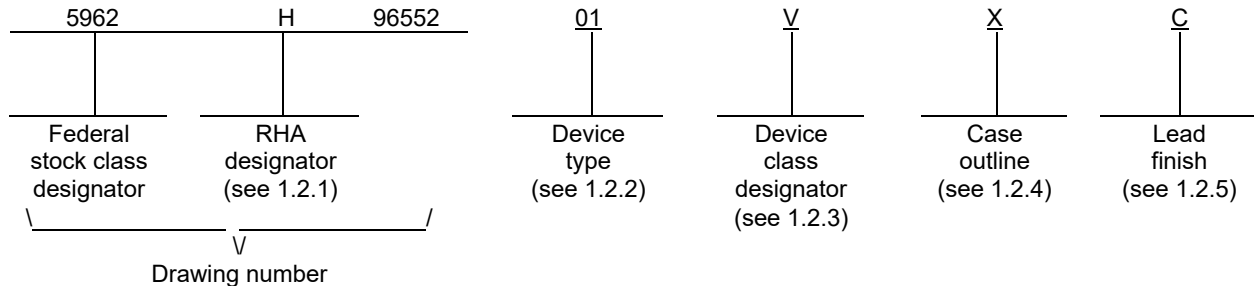 5962 H 96552 01 V X C
Federal stock class designator
RHA designator (see 1.2.1)
Device type (see 1.2.2)
Device class designator (see 1.2.3)
Case outline (see 1.2.4)
Lead finish (see 1.2.5)
Drawing number